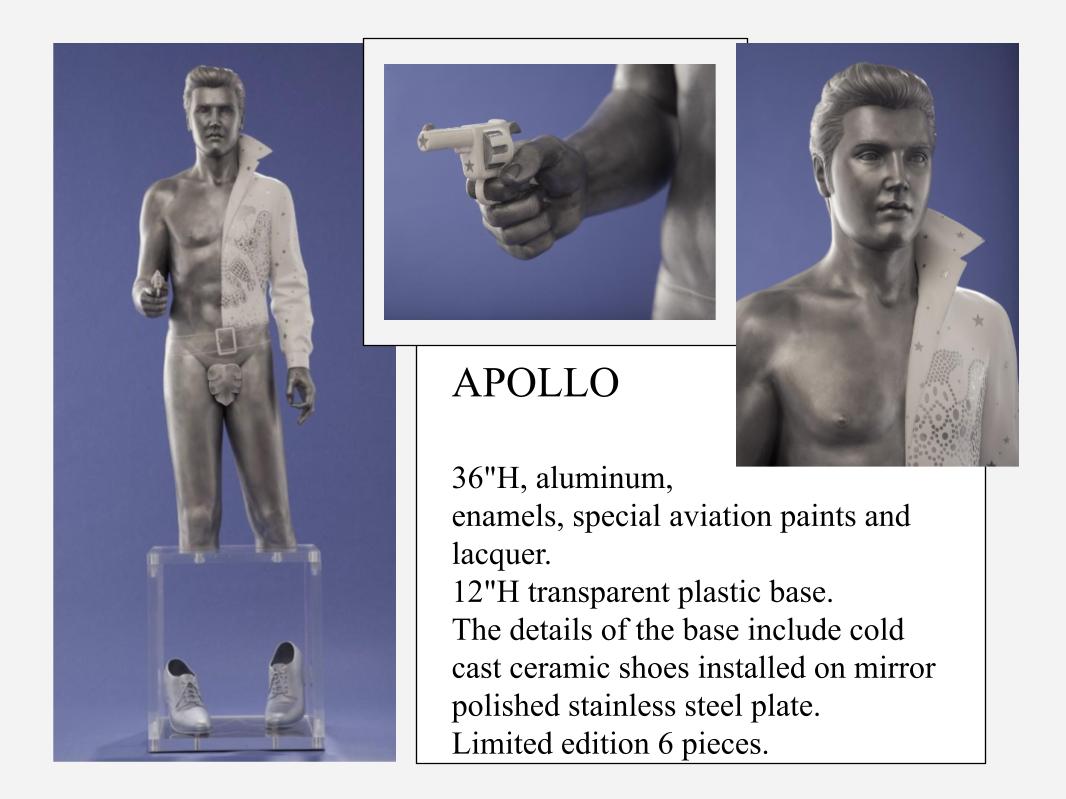 APOLLO
36"H, aluminum,
enamels, special aviation paints and
lacquer.
12"H transparent plastic base.
The details of the base include cold
cast ceramic shoes installed on mirror
polished stainless steel plate.
Limited edition 6 pieces.